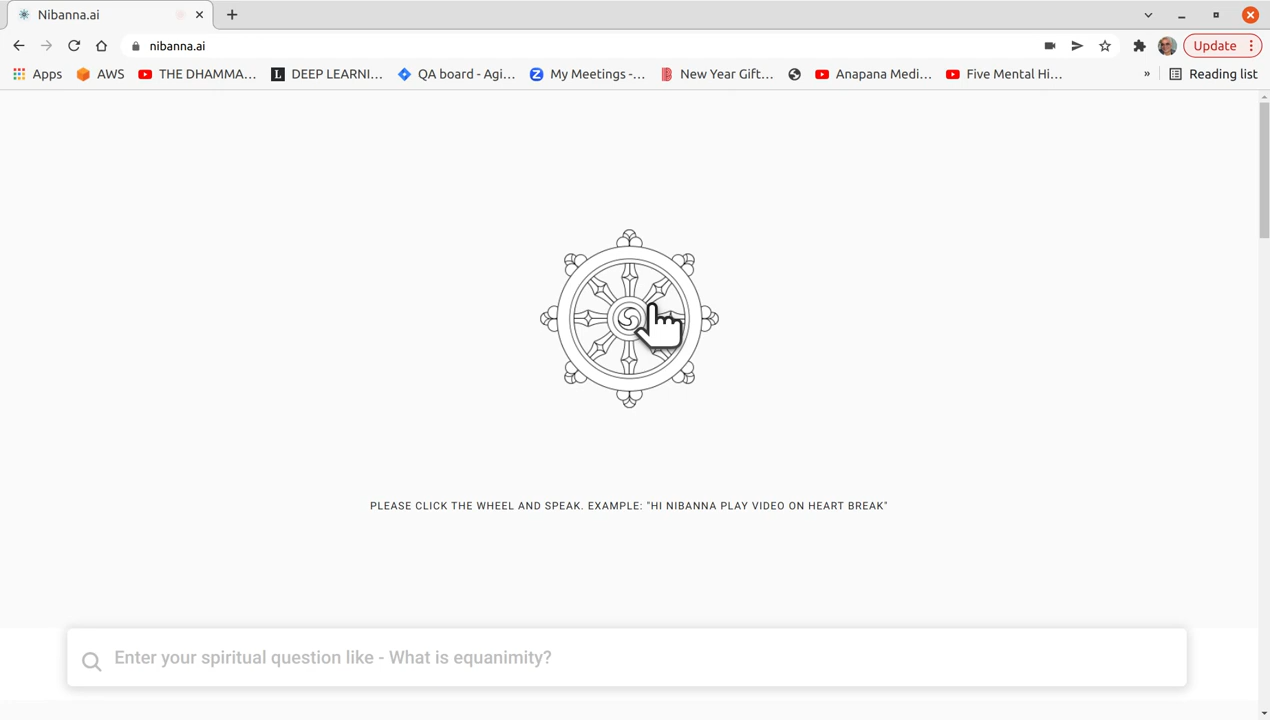 Nibanna.ai
nibanna.ai
Update
Apps AWS THE DHAMMA... L DEEP LEARNI... QA board - Agi... Z My Meetings -... B New Year Gift... Anapana Medi... Five Mental Hi... » Reading list
PLEASE CLICK THE WHEEL AND SPEAK. EXAMPLE: "HI NIBANNA PLAY VIDEO ON HEART BREAK"
Enter your spiritual question like - What is equanimity?